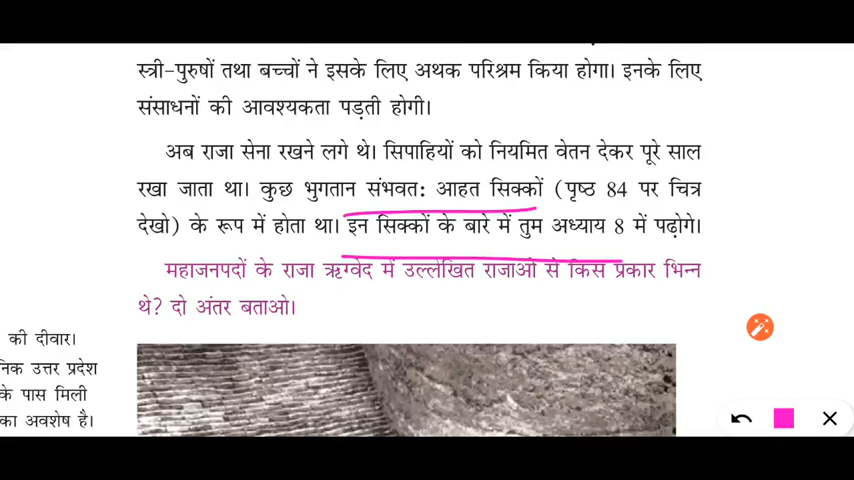 स्त्री-पुरुषों तथा बच्चों ने इसके लिए अथक परिश्रम किया होगा। इनके लिए
संसाधनों की आवश्यकता पड़ती होगी।
अब राजा सेना रखने लगे थे। सिपाहियों को नियमित वेतन देकर पूरे साल
रखा जाता था। कुछ भुगतान संभवत: आहत सिक्कों (पृष्ठ 84 पर चित्र
देखो) के रूप में होता था। इन सिक्कों के बारे में तुम अध्याय 8 में पढ़ोगे।
महाजनपदों के राजा ऋग्वेद में उल्लेखित राजाओं से किस प्रकार भिन्न
थे? दो अंतर बताओ।
की दीवार।
निक उत्तर प्रदेश
के पास मिली
का अवशेष है।